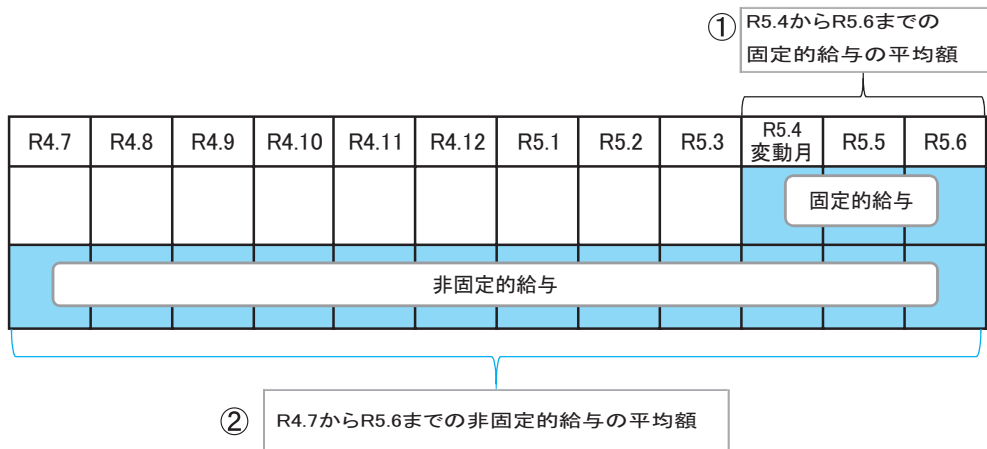 ①
R5.4からR5.6までの
固定的給与の平均額
R4.7 R4.8 R4.9 R4.10 R4.11 R4.12 R5.1 R5.2 R5.3 R5.4 変動月 R5.5 R5.6
固定的給与
非固定的給与
② R4.7からR5.6までの非固定的給与の平均額